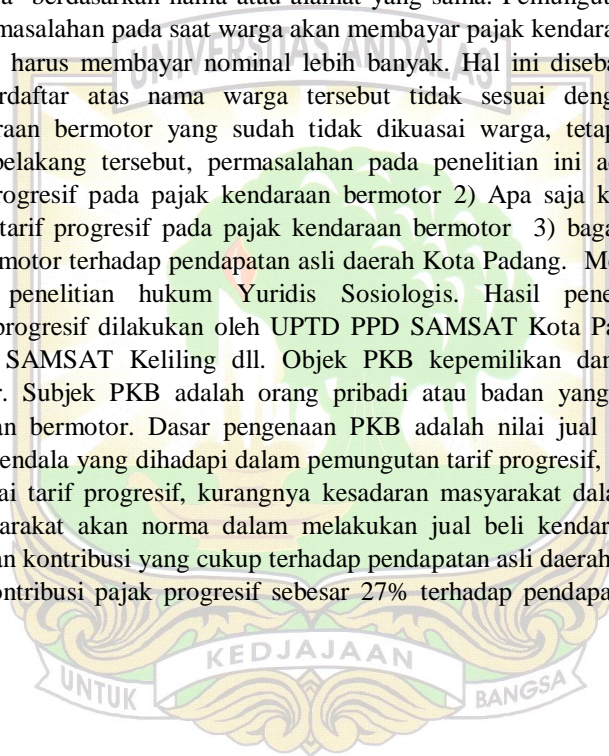 berdasarkan nama atau alamat yang sama. Pemungut
masalahan pada saat warga akan membayar pajak kendara
harus membayar nominal lebih banyak. Hal ini diseba
rdaftar atas nama warga tersebut tidak sesuai deng
raan bermotor yang sudah tidak dikuasai warga, tetap
belakang tersebut, permasalahan pada penelitian ini a
rogresif pada pajak kendaraan bermotor 2) Apa saja k
tarif progresif pada pajak kendaraan bermotor 3) baga
motor terhadap pendapatan asli daerah Kota Padang. M
penelitian hukum Yuridis Sosiologis. Hasil pene
progresif dilakukan oleh UPTD PPD SAMSAT Kota Pa
SAMSAT Keliling dll. Objek PKB kepemilikan dan
r. Subjek PKB adalah orang pribadi atau badan yang
an bermotor. Dasar pengenaan PKB adalah nilai jual
endala yang dihadapi dalam pemungutan tarif progresif,
ai tarif progresif, kurangnya kesadaran masyarakat dala
yarakat akan norma dalam melakukan jual beli kendar
an kontribusi yang cukup terhadap pendapatan asli daerah
ontribusi pajak progresif sebesar 27% terhadap pendapa
UNIVERSITAS ANDALAS
KEDJAJAAN
UNTUK
BANGSA